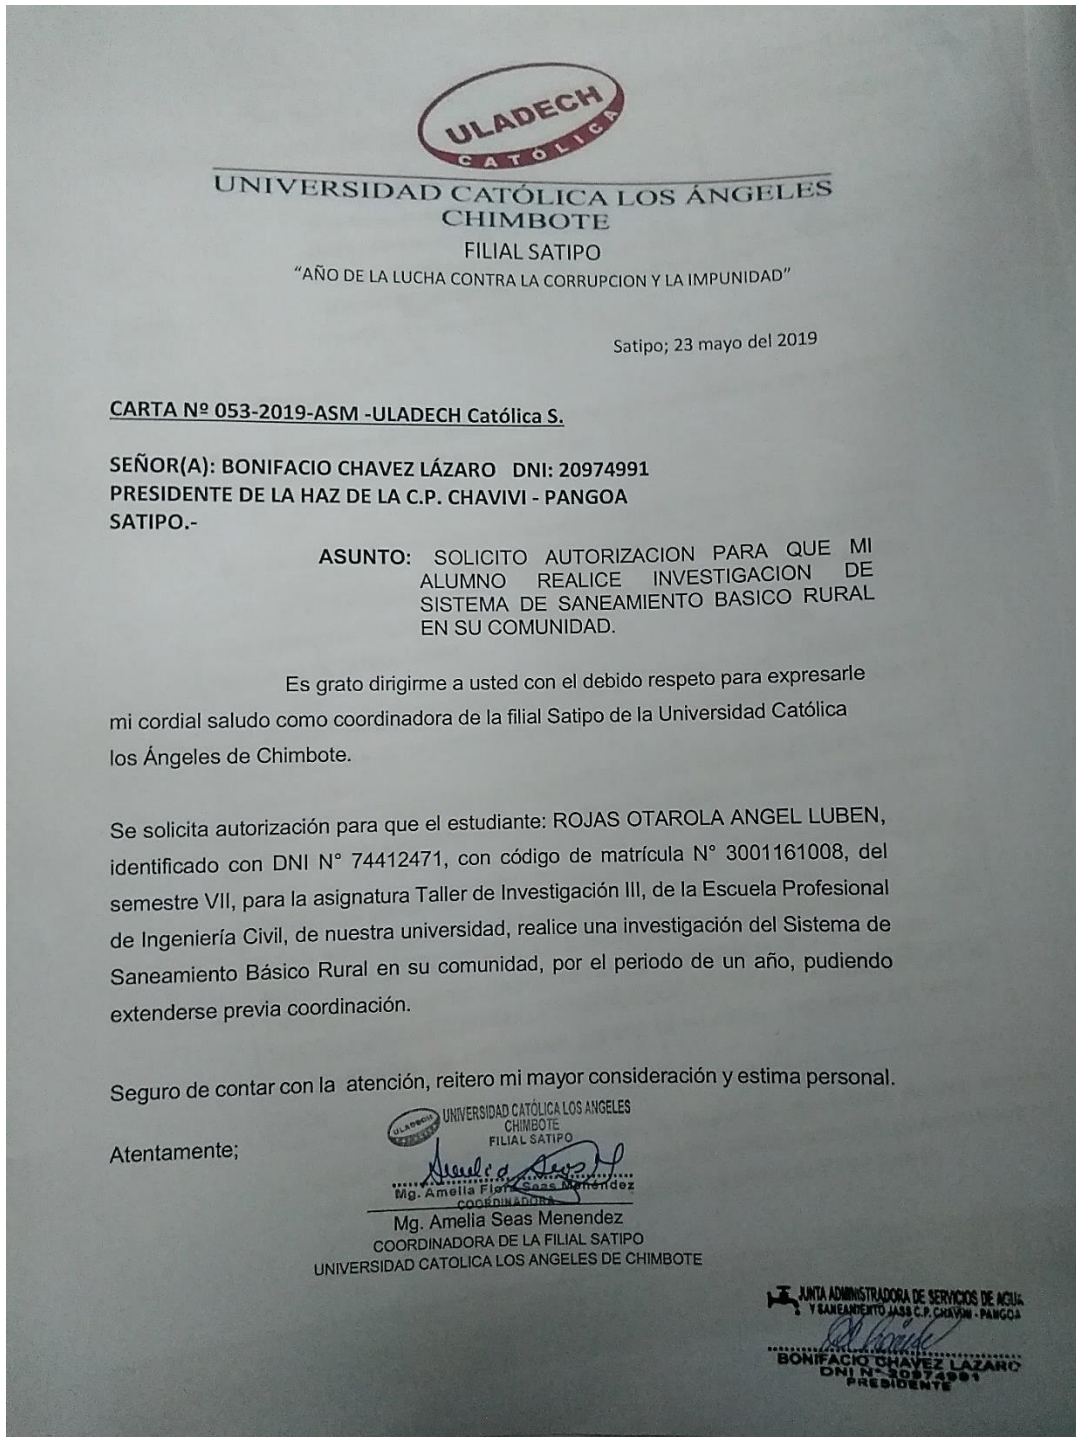 ULADECH
CATÓLICA
UNIVERSIDAD CATÓLICA LOS ÁNGELES
CHIMBOTE
FILIAL SATIPO
"AÑO DE LA LUCHA CONTRA LA CORRUPCION Y LA IMPUNIDAD"
Satipo; 23 mayo del 2019
CARTA Nº 053-2019-ASM -ULADECH Católica S.
SEÑOR(A): BONIFACIO CHAVEZ LÁZARO DNI: 20974991
PRESIDENTE DE LA HAZ DE LA C.P. CHAVIVI - PANGOA
SATIPO.-
ASUNTO: SOLICITO AUTORIZACION PARA QUE MI
ALUMNO REALICE INVESTIGACION DE
SISTEMA DE SANEAMIENTO BASICO RURAL
EN SU COMUNIDAD.
Es grato dirigirme a usted con el debido respeto para expresarle
mi cordial saludo como coordinadora de la filial Satipo de la Universidad Católica
los Ángeles de Chimbote.
Se solicita autorización para que el estudiante: ROJAS OTAROLA ANGEL LUBEN,
identificado con DNI N° 74412471, con código de matrícula N° 3001161008, del
semestre VII, para la asignatura Taller de Investigación III, de la Escuela Profesional
de Ingeniería Civil, de nuestra universidad, realice una investigación del Sistema de
Saneamiento Básico Rural en su comunidad, por el periodo de un año, pudiendo
extenderse previa coordinación.
Seguro de contar con la atención, reitero mi mayor consideración y estima personal.
Atentamente;
ULADECH
UNIVERSIDAD CATÓLICA LOS ANGELES
CHIMBOTE
FILIAL SATIPO
Mg. Amelia Flora Seas Menéndez
COORDINADORA
Mg. Amelia Seas Menendez
COORDINADORA DE LA FILIAL SATIPO
UNIVERSIDAD CATOLICA LOS ANGELES DE CHIMBOTE
JUNTA ADMINISTRADORA DE SERVICIOS DE AGUA
Y SANEAMIENTO JASS C.P. CHAVIVI - PANGOA
BONIFACIO CHAVEZ LAZARO
DNI N° 20974991
PRESIDENTE